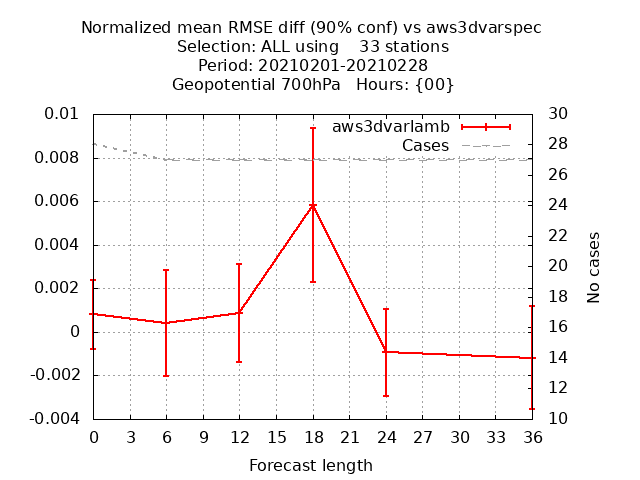 Normalized mean RMSE diff (90% conf) vs aws3dvarspec
Selection: ALL using    33 stations
Period: 20210201-20210228
Geopotential 700hPa   Hours: {00}
aws3dvarlamb
Cases
0.01
0.008
0.006
0.004
0.002
0
-0.002
-0.004
30
28
26
24
22
20
18
16
14
12
10
No cases
0 3 6 9 12 15 18 21 24 27 30 33 36
Forecast length